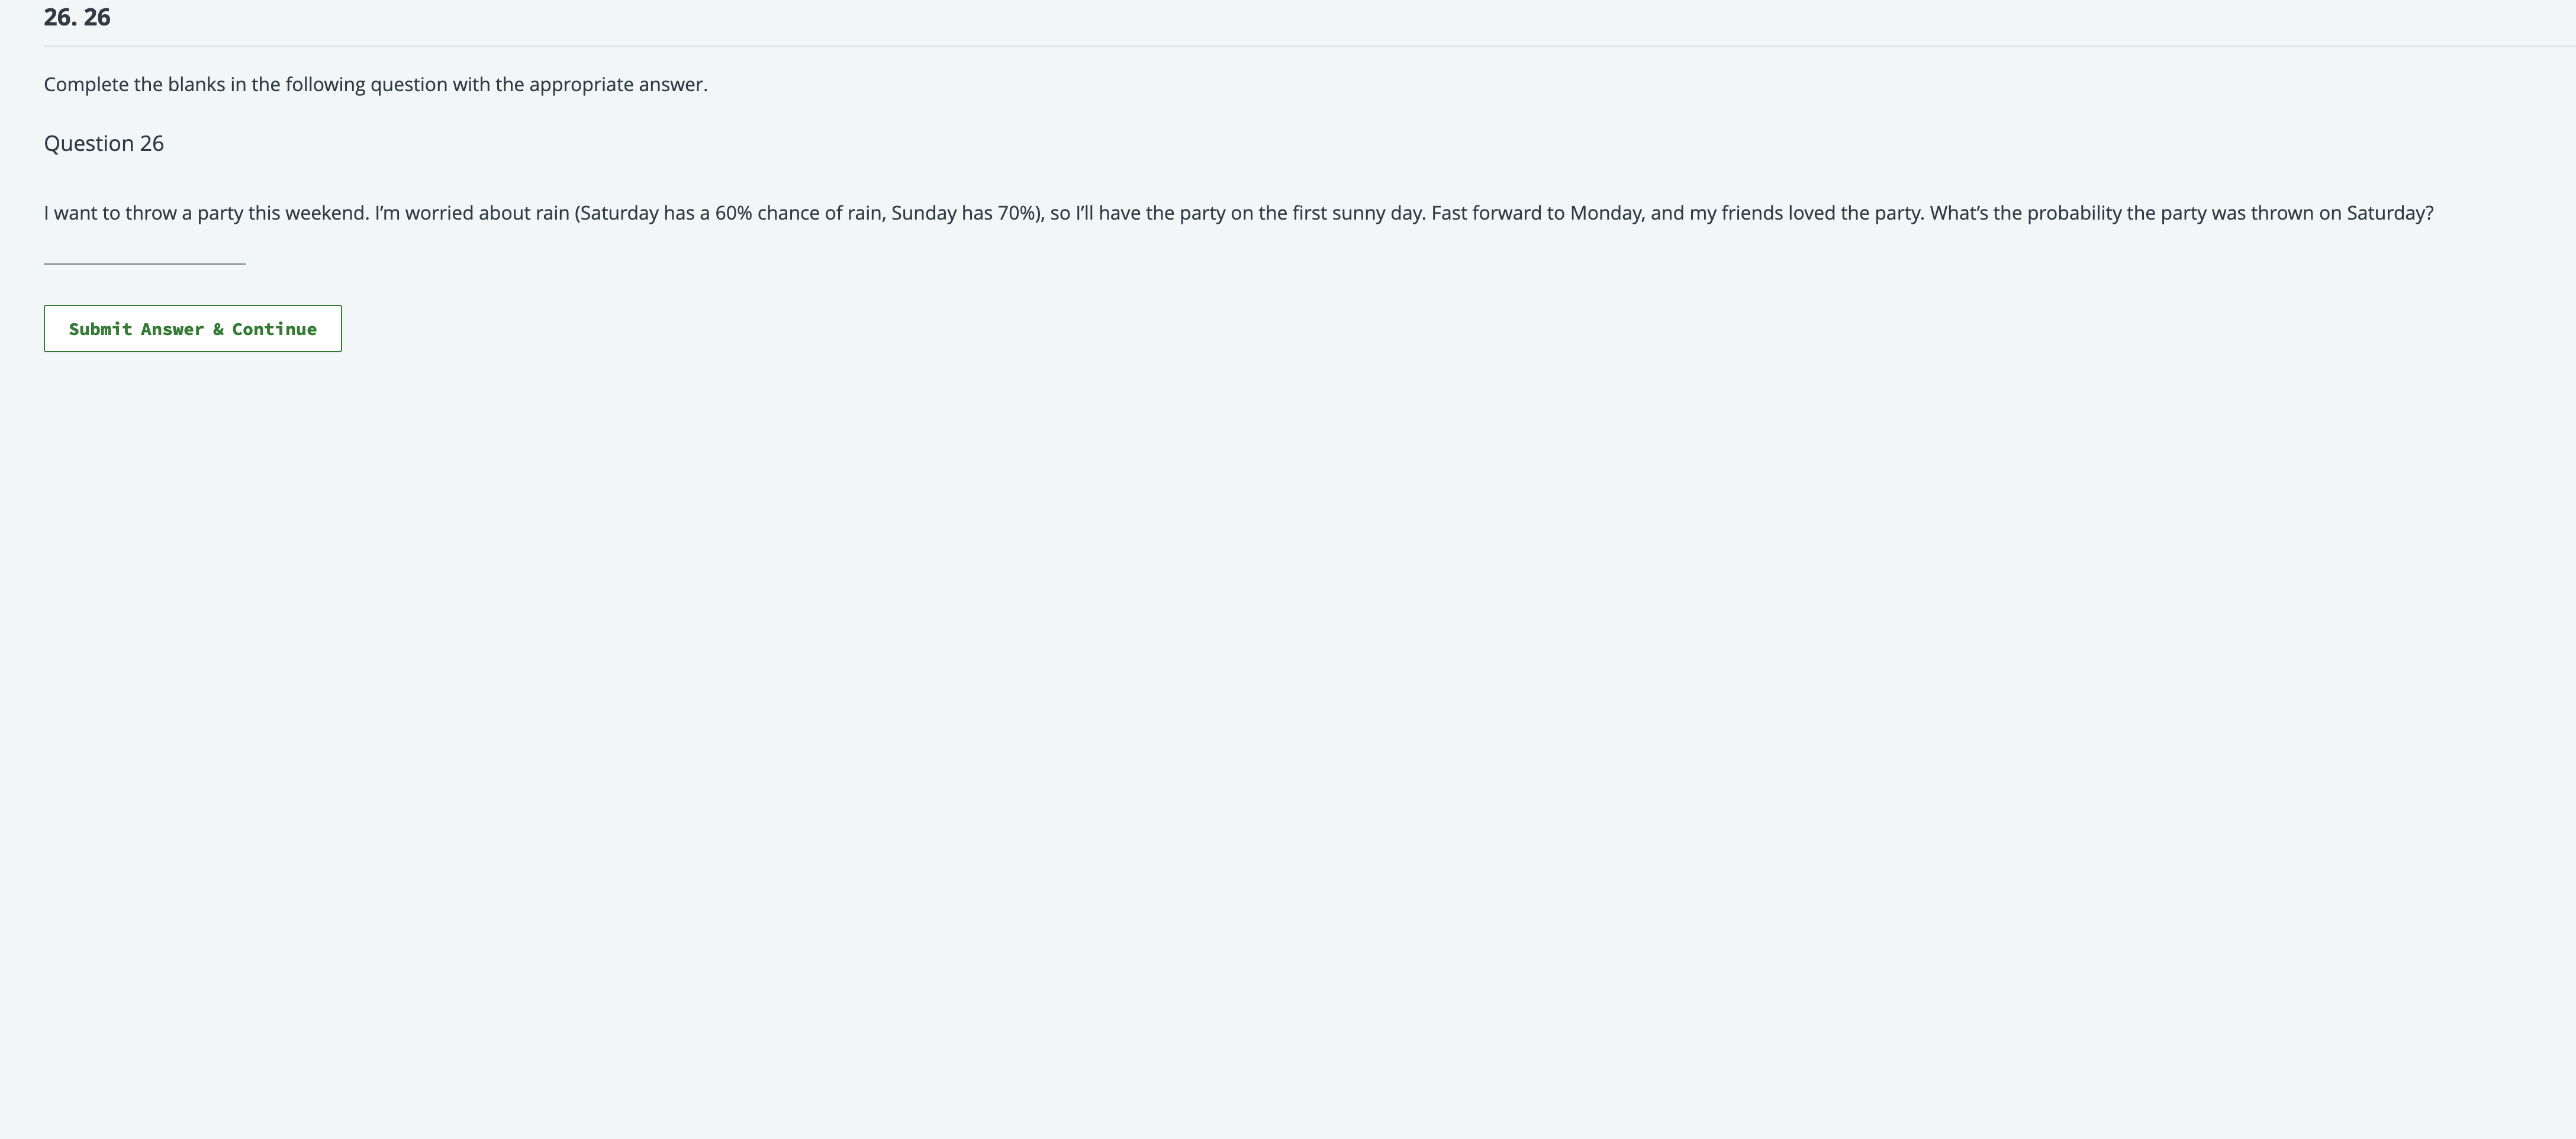 26. 26
Complete the blanks in the following question with the appropriate answer.
Question 26
I want to throw a party this weekend. I’m worried about rain (Saturday has a 60% chance of rain, Sunday has 70%), so I’ll have the party on the first sunny day. Fast forward to Monday, and my friends loved the party. What’s the probability the party was thrown on Saturday?
Submit Answer & Continue